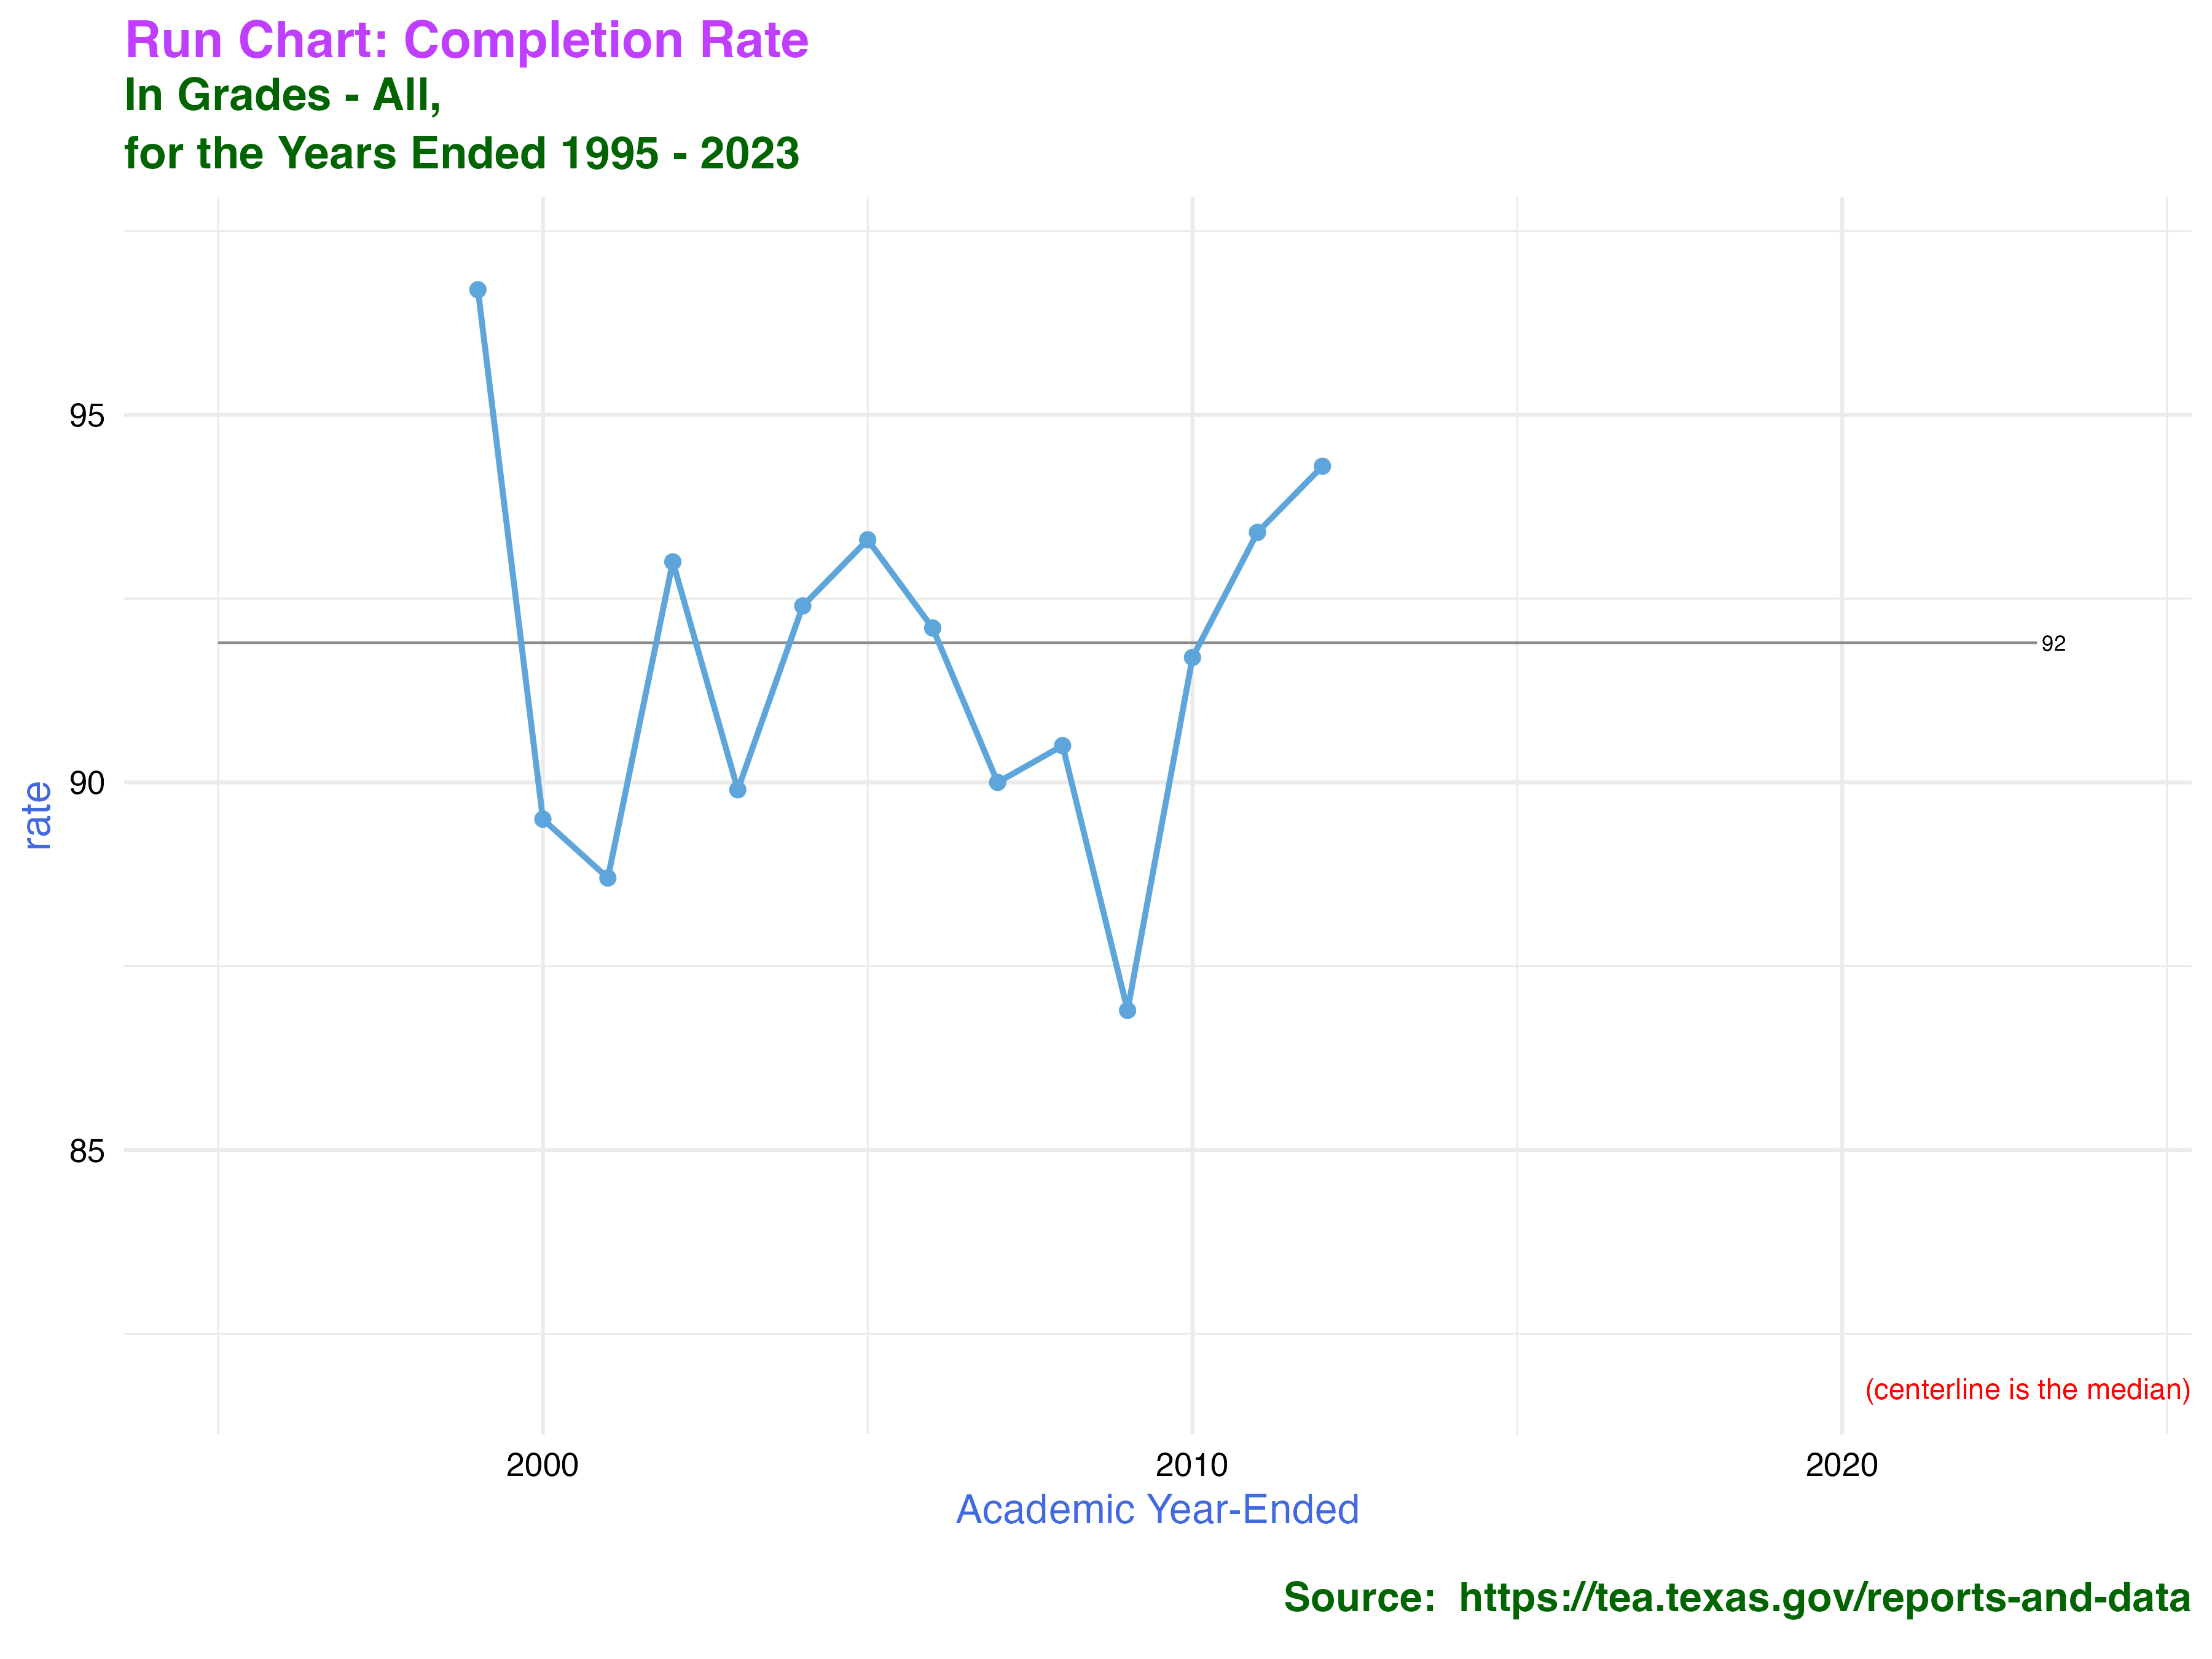 Run Chart: Completion Rate
In Grades - All,
for the Years Ended 1995 - 2023
95
90
85
rate
92
(centerline is the median)
2000
2010
2020
Academic Year-Ended
Source:  https://tea.texas.gov/reports-and-data